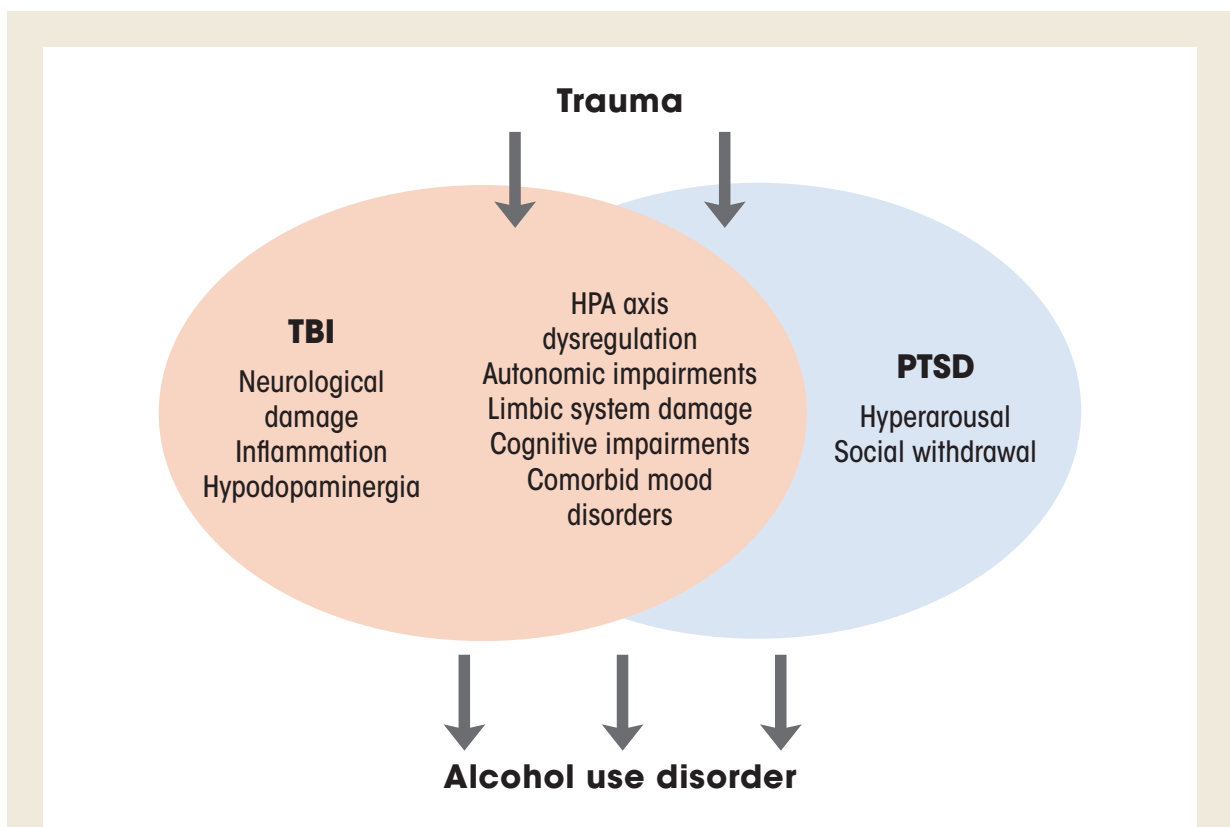 Trauma
TBI
Neurological
damage
Inflammation
Hypodopaminergia
HPA axis
dysregulation
Autonomic impairments
Limbic system damage
Cognitive impairments
Comorbid mood
disorders
PTSD
Hyperarousal
Social withdrawal
Alcohol use disorder